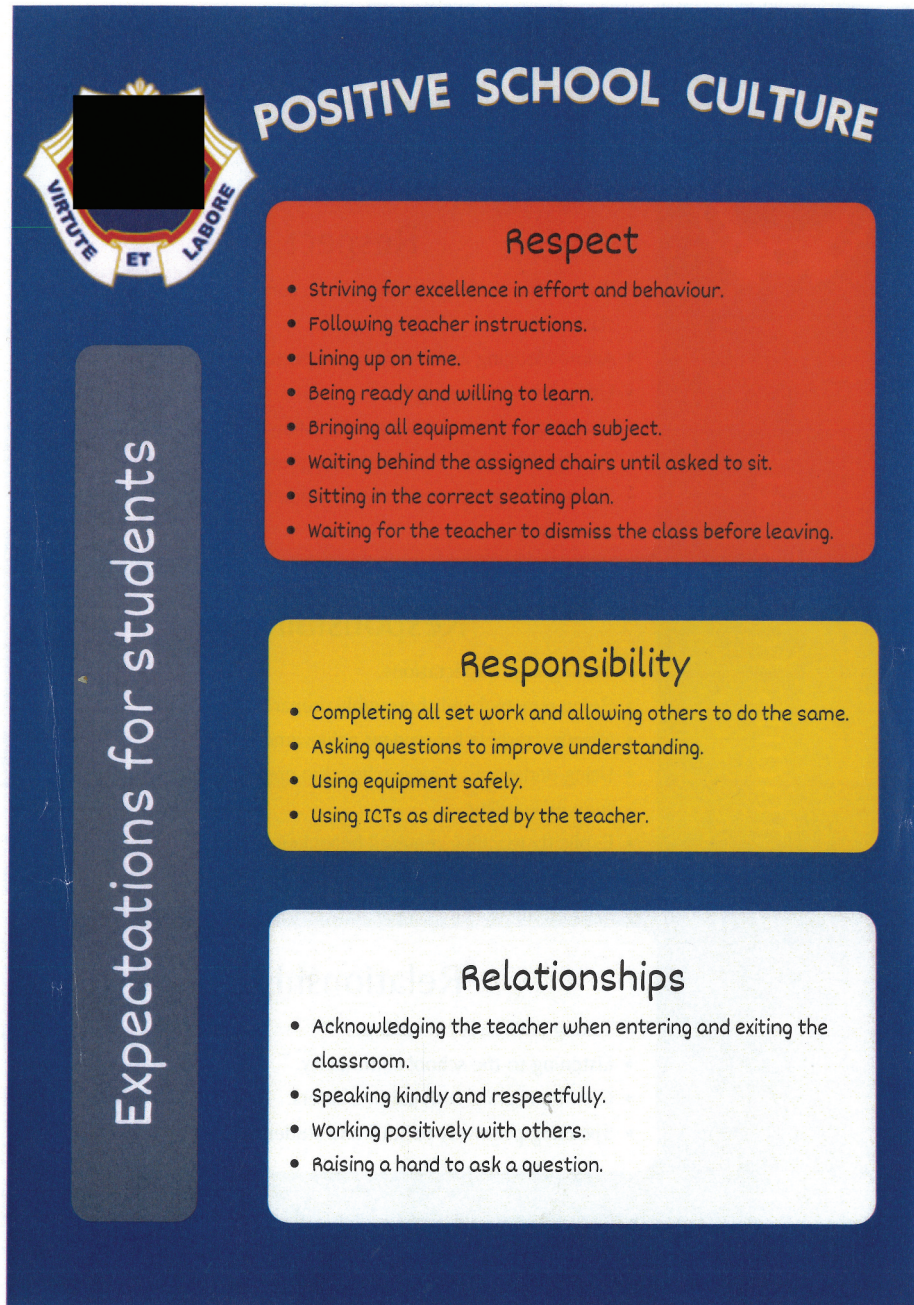 POSITIVE SCHOOL CULTURE
VIRTUTE ET LABORE
Expectations for students
Respect
• Striving for excellence in effort and behaviour.
• Following teacher instructions.
• Lining up on time.
• Being ready and willing to learn.
• Bringing all equipment for each subject.
• Waiting behind the assigned chairs until asked to sit.
• Sitting in the correct seating plan.
• Waiting for the teacher to dismiss the class before leaving.
Responsibility
• Completing all set work and allowing others to do the same.
• Asking questions to improve understanding.
• Using equipment safely.
• Using ICTs as directed by the teacher.
Relationships
• Acknowledging the teacher when entering and exiting the
classroom.
• Speaking kindly and respectfully.
• Working positively with others.
• Raising a hand to ask a question.